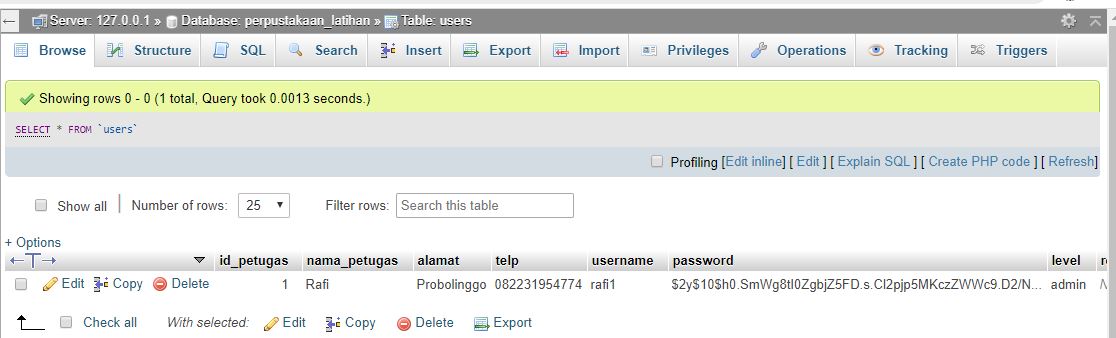 Server: 127.0.0.1 » Database: perpustakaan_latihan » Table: users
Browse Structure SQL Search Insert Export Import Privileges Operations Tracking Triggers
Showing rows 0 - 0 (1 total, Query took 0.0013 seconds.)
SELECT * FROM `users`
Profiling [Edit inline] [ Edit ] [ Explain SQL ] [ Create PHP code ] [ Refresh]
Show all | Number of rows: 25 Filter rows: Search this table
+ Options
id_petugas nama_petugas alamat telp username password level
Edit Copy Delete 1 Rafi Probolinggo 082231954774 rafi1 $2y$10$h0.SmWg8tI0ZgbjZ5FD.s.Cl2pjp5MKczZWWc9.D2/N... admin
Check all With selected: Edit Copy Delete Export